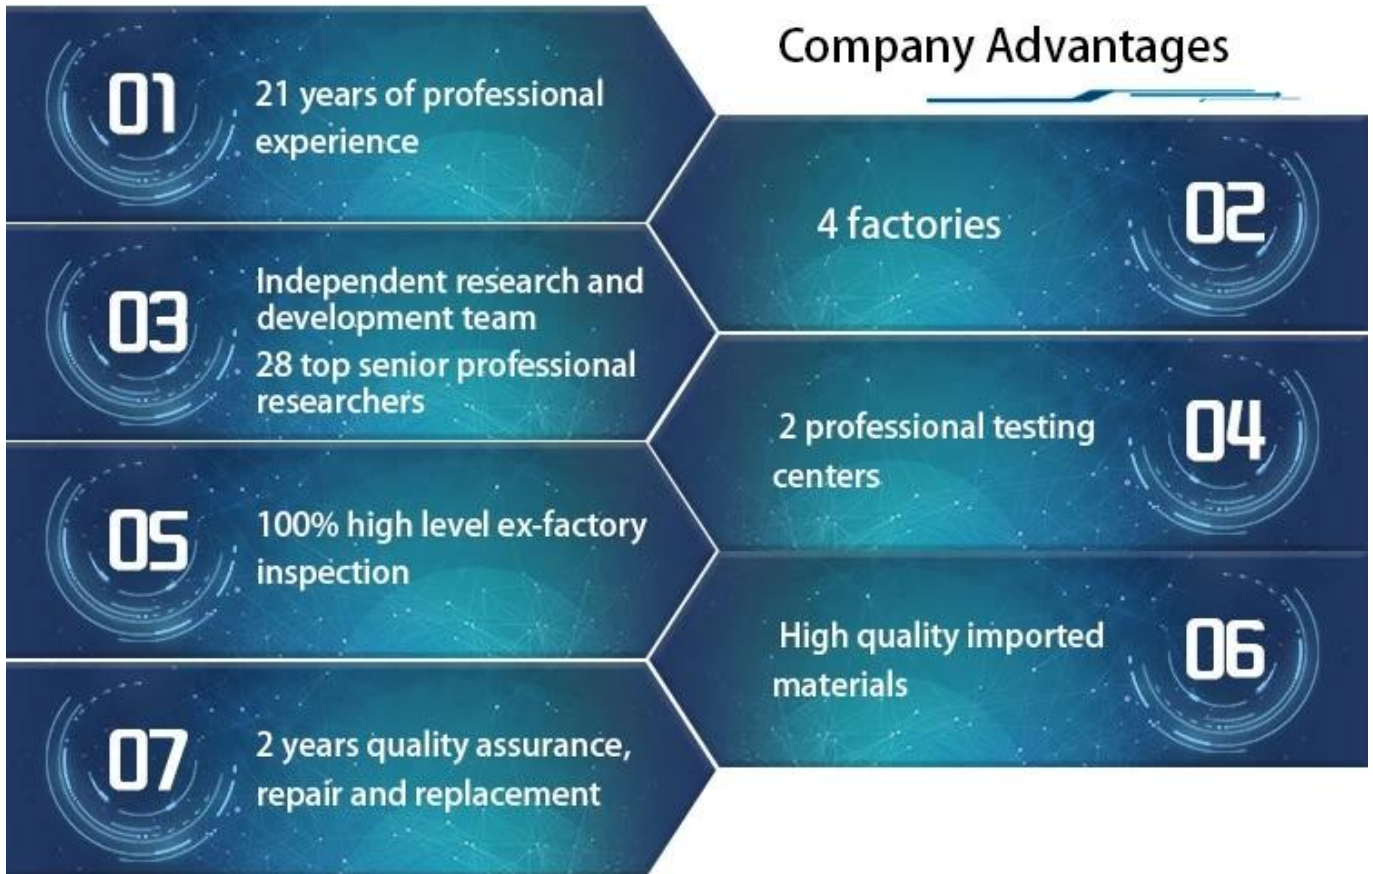 Company Advantages
01
21 years of professional
experience
02
4 factories
03
Independent research and
development team
28 top senior professional
researchers
04
2 professional testing
centers
05
100% high level ex-factory
inspection
06
High quality imported
materials
07
2 years quality assurance,
repair and replacement